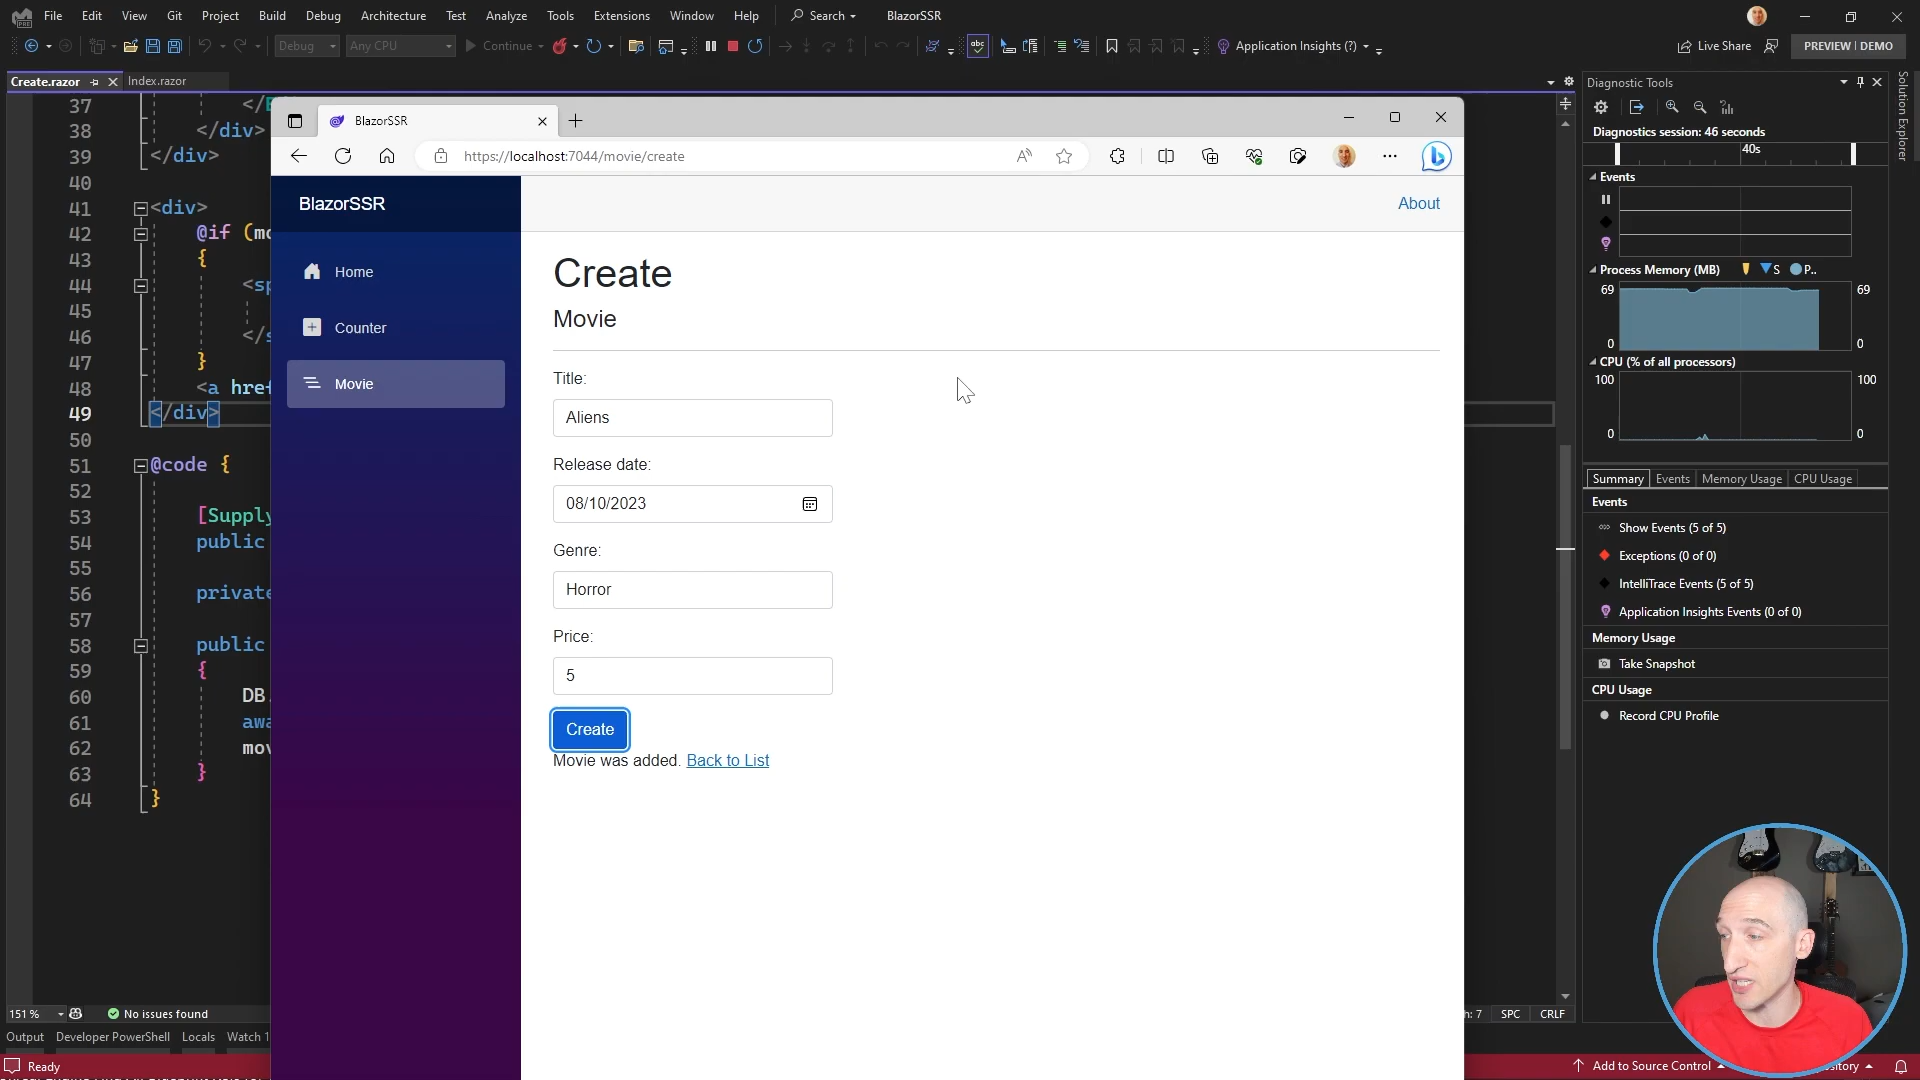 File Edit View Git Project Build Debug Architecture Test Analyze Tools Extensions Window Help Search BlazorSSR
Debug Any CPU Continue Application Insights (?) Live Share PREVIEW | DEMO
Create.razor Index.razor
37
38 </div>
39 </div>
40
41 <div>
42 @if (mo
43 {
44 <sp
45
46 </s
47 }
48 <a href
49 </div>
50
51 @code {
52
53 [Supply
54 public
55
56 private
57
58 public
59 {
60 DB.
61 awa
62 mov
63 }
64 }
151 % No issues found
Output Developer PowerShell Locals Watch 1
Ready
BlazorSSR
https://localhost:7044/movie/create
BlazorSSR
Home
Counter
Movie
About
Create
Movie
Title:
Aliens
Release date:
08/10/2023
Genre:
Horror
Price:
5
Create
Movie was added. Back to List
Diagnostic Tools
Diagnostics session: 46 seconds
40s
Events
Process Memory (MB) S P..
69 69
0 0
CPU (% of all processors)
100 100
0 0
Summary Events Memory Usage CPU Usage
Events
Show Events (5 of 5)
Exceptions (0 of 0)
IntelliTrace Events (5 of 5)
Application Insights Events (0 of 0)
Memory Usage
Take Snapshot
CPU Usage
Record CPU Profile
Solution Explorer
h: 7 SPC CRLF
Add to Source Control